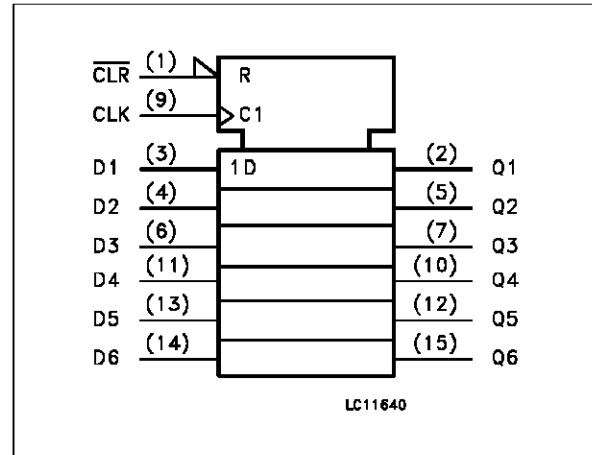 CLR (1) R
CLK (9) C1
D1 (3) 1D (2) Q1
D2 (4) (5) Q2
D3 (6) (7) Q3
D4 (11) (10) Q4
D5 (13) (12) Q5
D6 (14) (15) Q6
LC11640